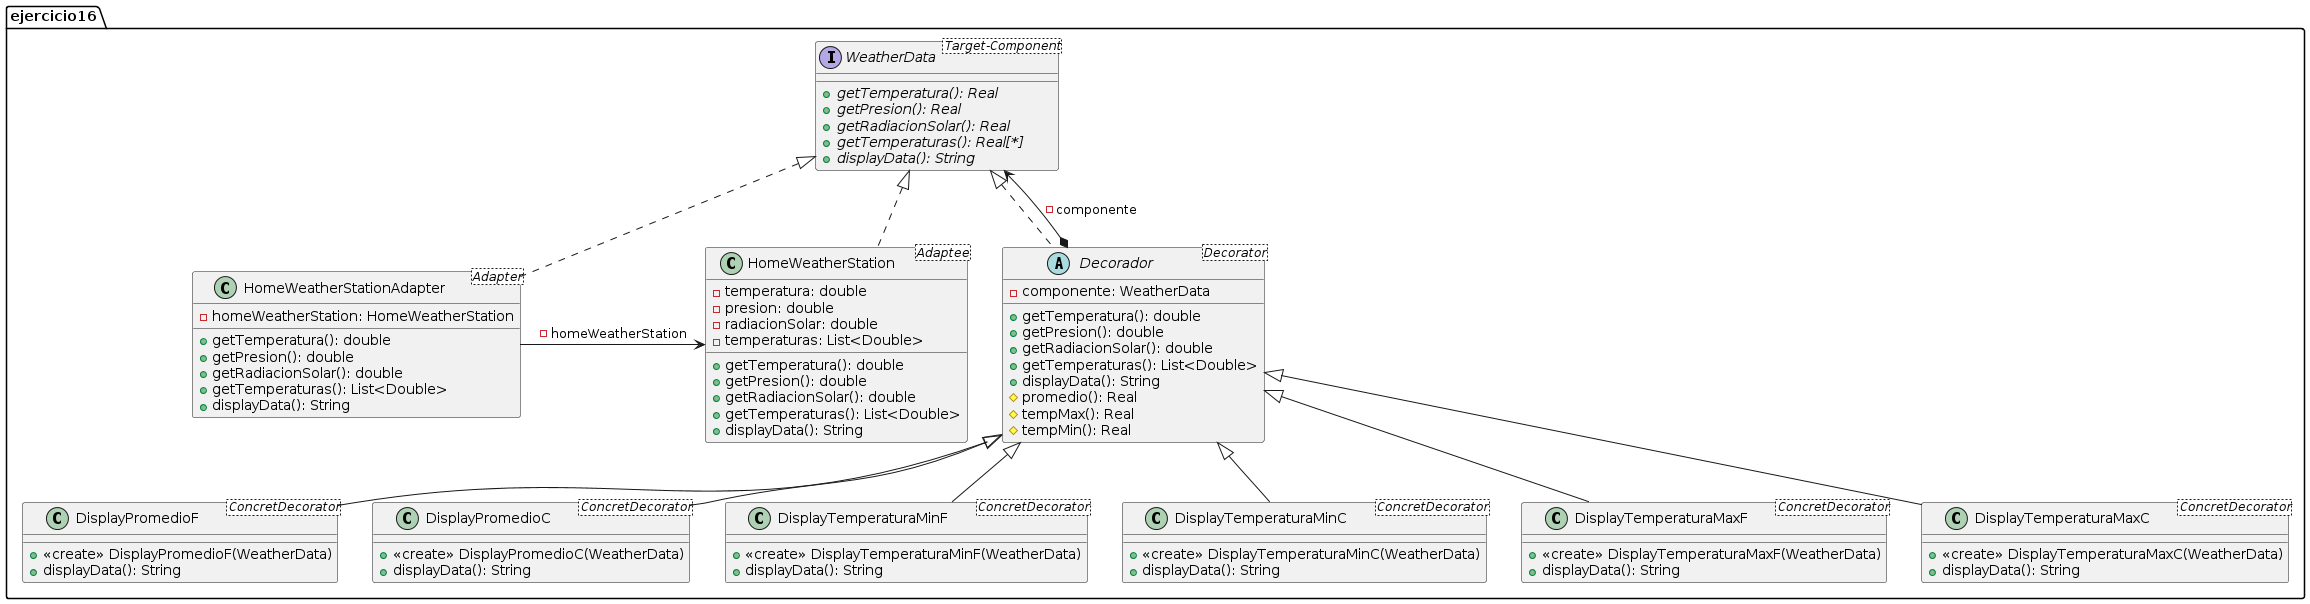 ejercicio16
Target-Component
I WeatherData
getTemperatura(): Real
getPresion(): Real
getRadiacionSolar(): Real
getTemperaturas(): Real[*]
displayData(): String
componente
Adapter
C HomeWeatherStationAdapter
homeWeatherStation: HomeWeatherStation
getTemperatura(): double
getPresion(): double
getRadiacionSolar(): double
getTemperaturas(): List<Double>
displayData(): String
homeWeatherStation
Adaptee
C HomeWeatherStation
temperatura: double
presion: double
radiacionSolar: double
temperaturas: List<Double>
getTemperatura(): double
getPresion(): double
getRadiacionSolar(): double
getTemperaturas(): List<Double>
displayData(): String
Decorator
A Decorador
componente: WeatherData
getTemperatura(): double
getPresion(): double
getRadiacionSolar(): double
getTemperaturas(): List<Double>
displayData(): String
promedio(): Real
tempMax(): Real
tempMin(): Real
ConcretDecorator
C DisplayPromedioF
«create» DisplayPromedioF(WeatherData)
displayData(): String
ConcretDecorator
C DisplayPromedioC
«create» DisplayPromedioC(WeatherData)
displayData(): String
ConcretDecorator
C DisplayTemperaturaMinF
«create» DisplayTemperaturaMinF(WeatherData)
displayData(): String
ConcretDecorator
C DisplayTemperaturaMinC
«create» DisplayTemperaturaMinC(WeatherData)
displayData(): String
ConcretDecorator
C DisplayTemperaturaMaxF
«create» DisplayTemperaturaMaxF(WeatherData)
displayData(): String
ConcretDecorator
C DisplayTemperaturaMaxC
«create» DisplayTemperaturaMaxC(WeatherData)
displayData(): String